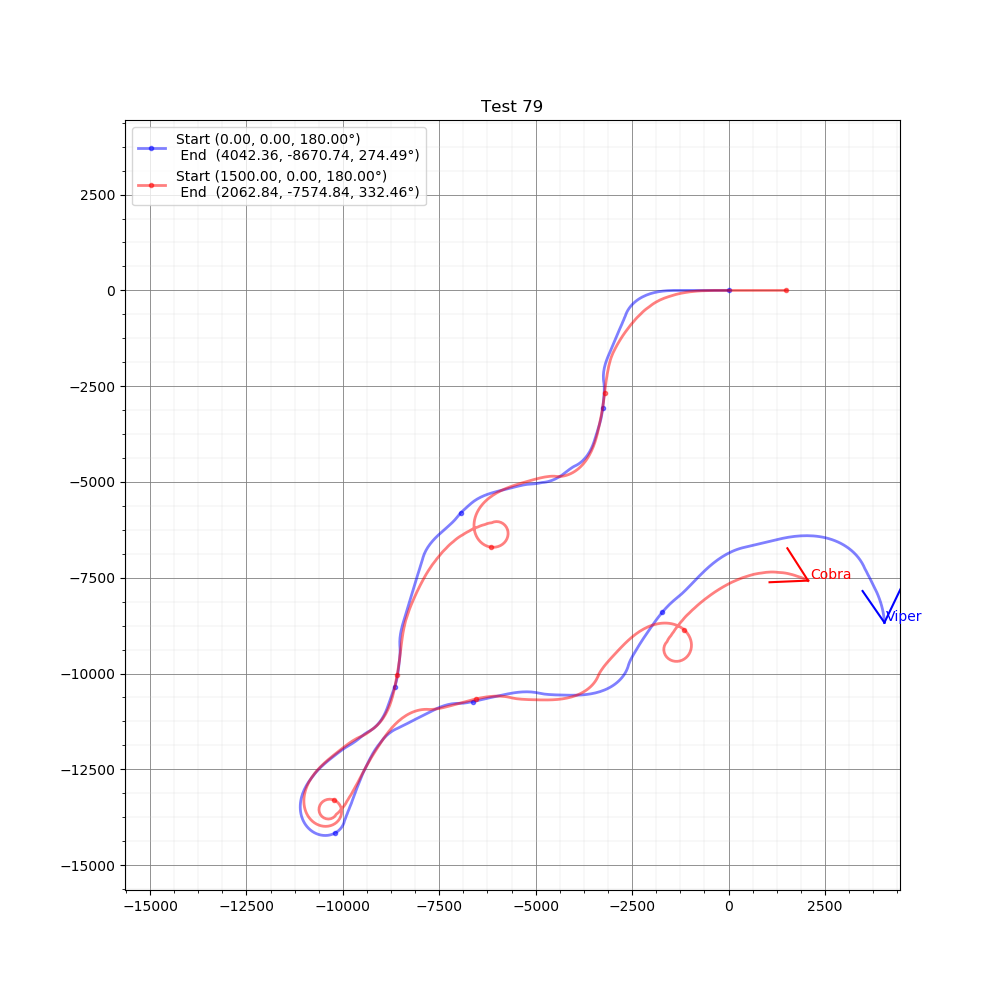 Test 79
Start (0.00, 0.00, 180.00°)
End (4042.36, -8670.74, 274.49°)
Start (1500.00, 0.00, 180.00°)
End (2062.84, -7574.84, 332.46°)
2500
0
−2500
−5000
−7500
−10000
−12500
−15000
Cobra
Viper
−15000 −12500 −10000 −7500 −5000 −2500 0 2500